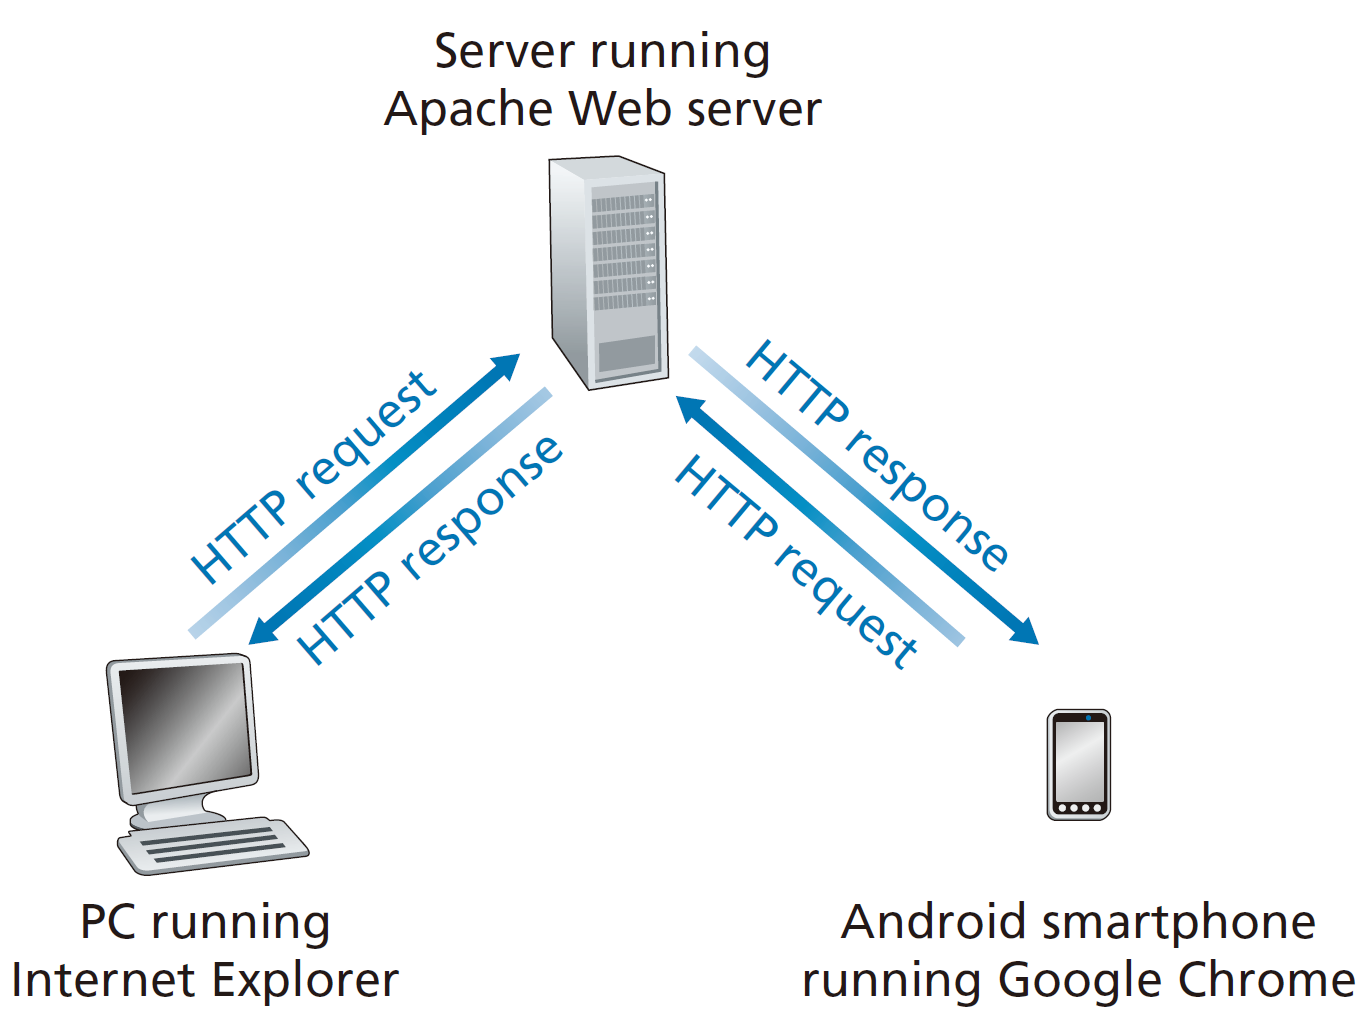 Server running
Apache Web server
HTTP request
HTTP response
HTTP response
HTTP request
PC running
Internet Explorer
Android smartphone
running Google Chrome